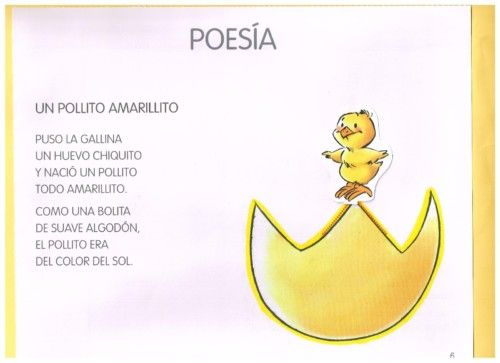 POESÍA
UN POLLITO AMARILLITO
PUSO LA GALLINA
UN HUEVO CHIQUITO
Y NACIÓ UN POLLITO
TODO AMARILLITO.
COMO UNA BOLITA
DE SUAVE ALGODÓN,
EL POLLITO ERA
DEL COLOR DEL SOL.
6